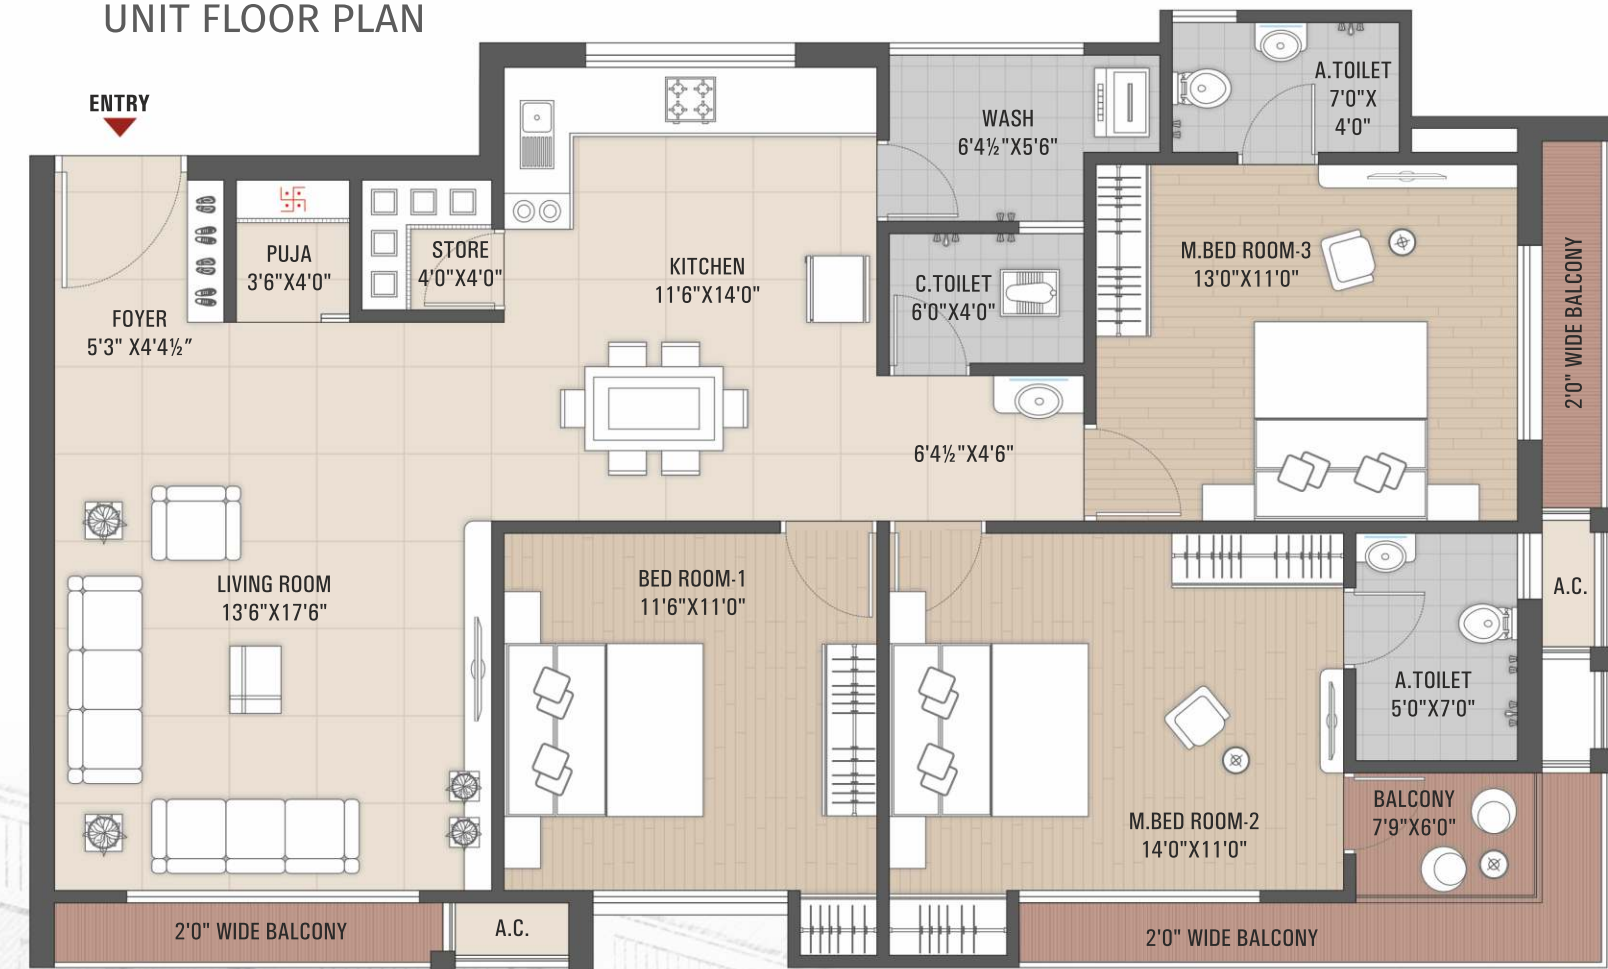 UNIT FLOOR PLAN
ENTRY
FOYER
5'3" X4'4½”
PUJA
3'6"X4'0"
STORE
4'0"X4'0"
KITCHEN
11'6"X14'0"
WASH
6'4½"X5'6"
C.TOILET
6'0"X4'0"
A.TOILET
7'0"X
4'0"
M.BED ROOM-3
13'0"X11'0"
2'0" WIDE BALCONY
6'4½"X4'6"
LIVING ROOM
13'6"X17'6"
BED ROOM-1
11'6"X11'0"
M.BED ROOM-2
14'0"X11'0"
A.TOILET
5'0"X7'0"
A.C.
BALCONY
7'9"X6'0"
2'0" WIDE BALCONY
A.C.
2'0" WIDE BALCONY